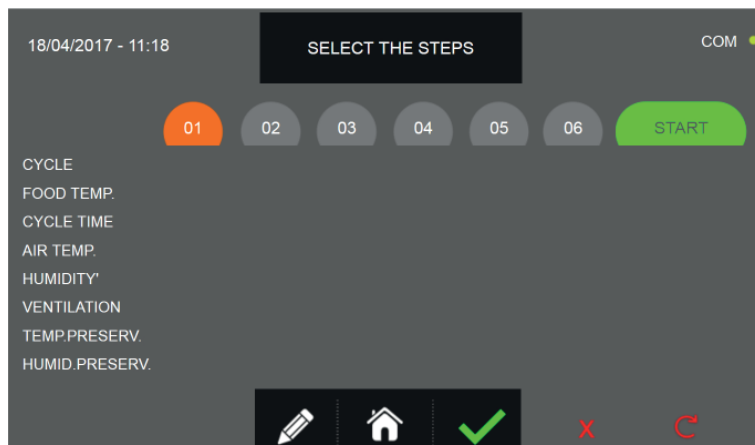 18/04/2017 - 11:18 SELECT THE STEPS COM
01 02 03 04 05 06 START
CYCLE
FOOD TEMP.
CYCLE TIME
AIR TEMP.
HUMIDITY'
VENTILATION
TEMP.PRESERV.
HUMID.PRESERV.
X